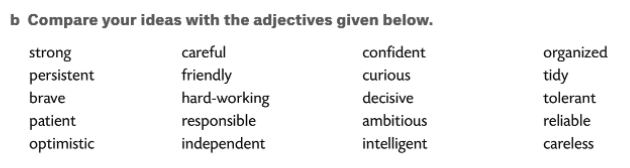 b Compare your ideas with the adjectives given below.
strong careful confident organized
persistent friendly curious tidy
brave hard-working decisive tolerant
patient responsible ambitious reliable
optimistic independent intelligent careless